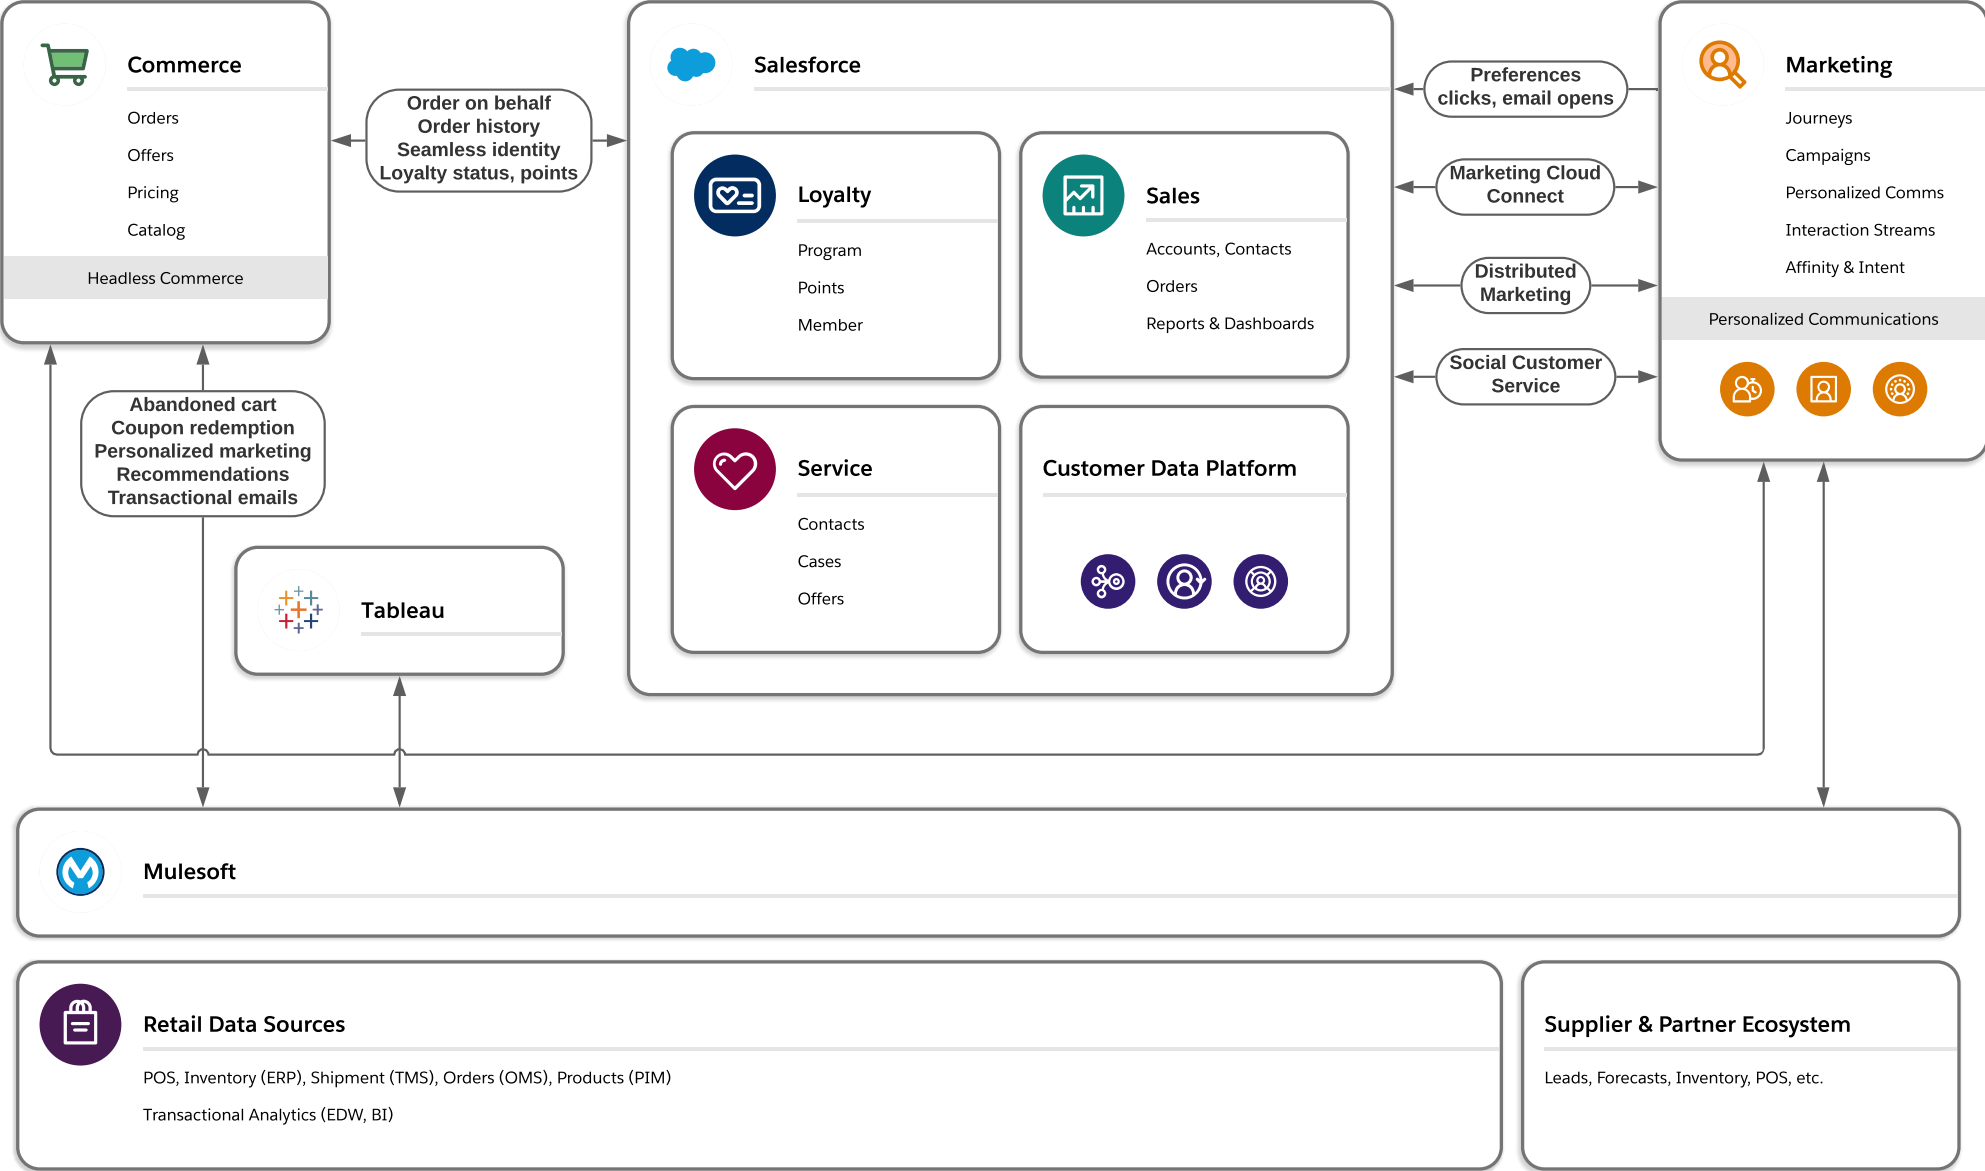 Commerce
Orders
Offers
Pricing
Catalog
Headless Commerce
Order on behalf
Order history
Seamless identity
Loyalty status, points
Salesforce
Loyalty
Program
Points
Member
Sales
Accounts, Contacts
Orders
Reports & Dashboards
Service
Contacts
Cases
Offers
Customer Data Platform
Preferences
clicks, email opens
Marketing Cloud
Connect
Distributed
Marketing
Social Customer
Service
Marketing
Journeys
Campaigns
Personalized Comms
Interaction Streams
Affinity & Intent
Personalized Communications
Abandoned cart
Coupon redemption
Personalized marketing
Recommendations
Transactional emails
Tableau
Mulesoft
Retail Data Sources
POS, Inventory (ERP), Shipment (TMS), Orders (OMS), Products (PIM)
Transactional Analytics (EDW, BI)
Supplier & Partner Ecosystem
Leads, Forecasts, Inventory, POS, etc.